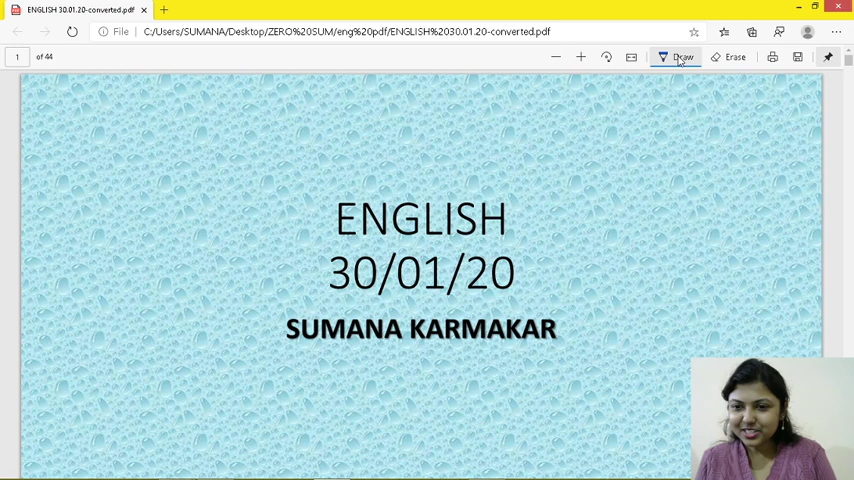 ENGLISH 30.01.20-converted.pdf
File C:/Users/SUMANA/Desktop/ZERO%20SUM/eng%20pdf/ENGLISH%2030.01.20-converted.pdf
1 of 44 Draw Erase
ENGLISH
30/01/20
SUMANA KARMAKAR